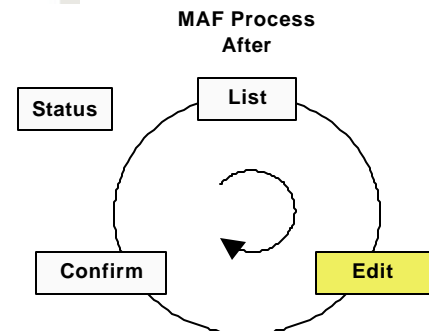 MAF Process
After
List
Status
Confirm
Edit